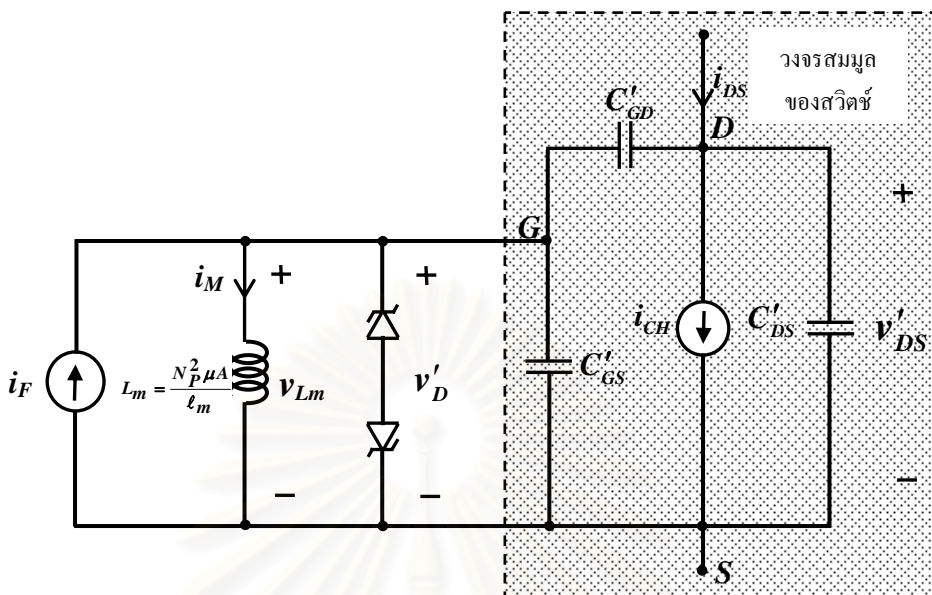 วงจรสมมูล
ของสวิตช์
i_DS
C'_GD
D
G
+
i_M
+
+
i_F
L_m = N_P^2 μA / ℓ_m
v_Lm
v'_D
C'_GS
i_CH
C'_DS
v'_DS
−
−
−
S